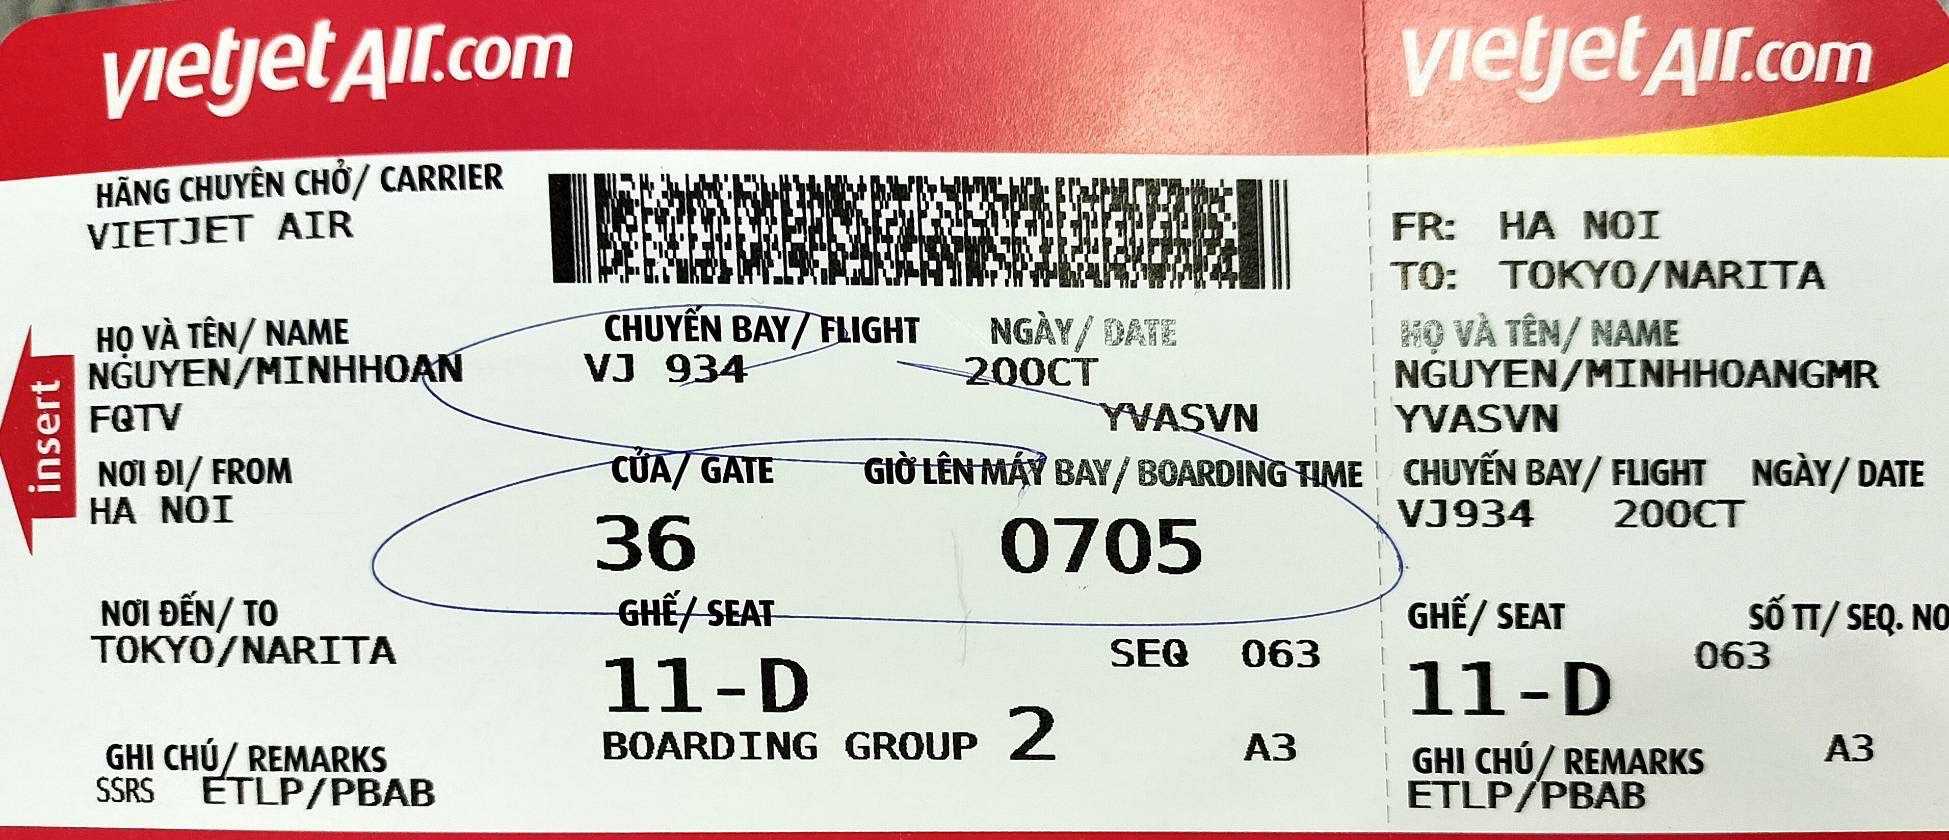 vietjetAir.com
HÃNG CHUYÊN CHỞ/ CARRIER
VIETJET AIR
HỌ VÀ TÊN/ NAME
NGUYEN/MINHHOAN
FQTV
CHUYẾN BAY/ FLIGHT
VJ 934
NGÀY/ DATE
20OCT
YVASVN
insert
NƠI ĐI/ FROM
HA NOI
CỬA/ GATE
36
GIỜ LÊN MÁY BAY/ BOARDING TIME
0705
NƠI ĐẾN/ TO
TOKYO/NARITA
GHẾ/ SEAT
11-D
SEQ 063
BOARDING GROUP 2
A3
GHI CHÚ/ REMARKS
SSRS ETLP/PBAB
vietjetAir.com
FR: HA NOI
TO: TOKYO/NARITA
HỌ VÀ TÊN/ NAME
NGUYEN/MINHHOANGMR
YVASVN
CHUYẾN BAY/ FLIGHT NGÀY/ DATE
VJ934 20OCT
GHẾ/ SEAT SỐ TT/ SEQ. NO
11-D 063
A3
GHI CHÚ/ REMARKS
ETLP/PBAB